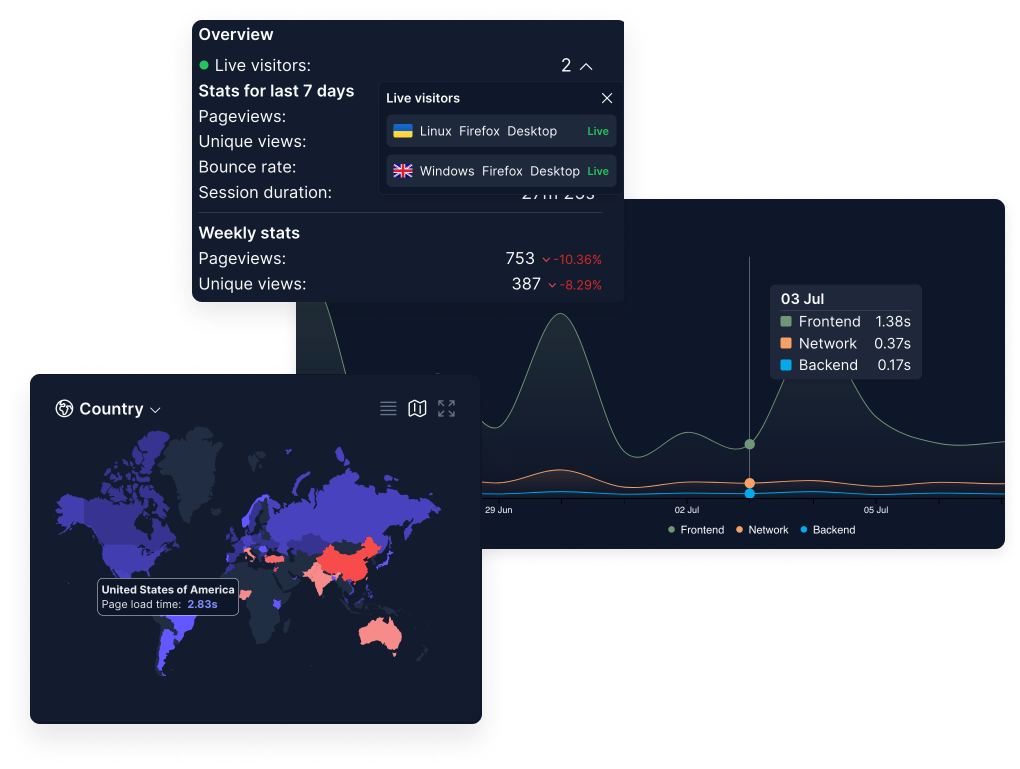 Overview
Live visitors: 2
Stats for last 7 days
Pageviews:
Unique views:
Bounce rate:
Session duration:
Live visitors
Linux Firefox Desktop Live
Windows Firefox Desktop Live
Weekly stats
Pageviews: 753 -10.36%
Unique views: 387 -8.29%
03 Jul
Frontend 1.38s
Network 0.37s
Backend 0.17s
29 Jun 02 Jul 05 Jul
Frontend Network Backend
Country
United States of America
Page load time: 2.83s